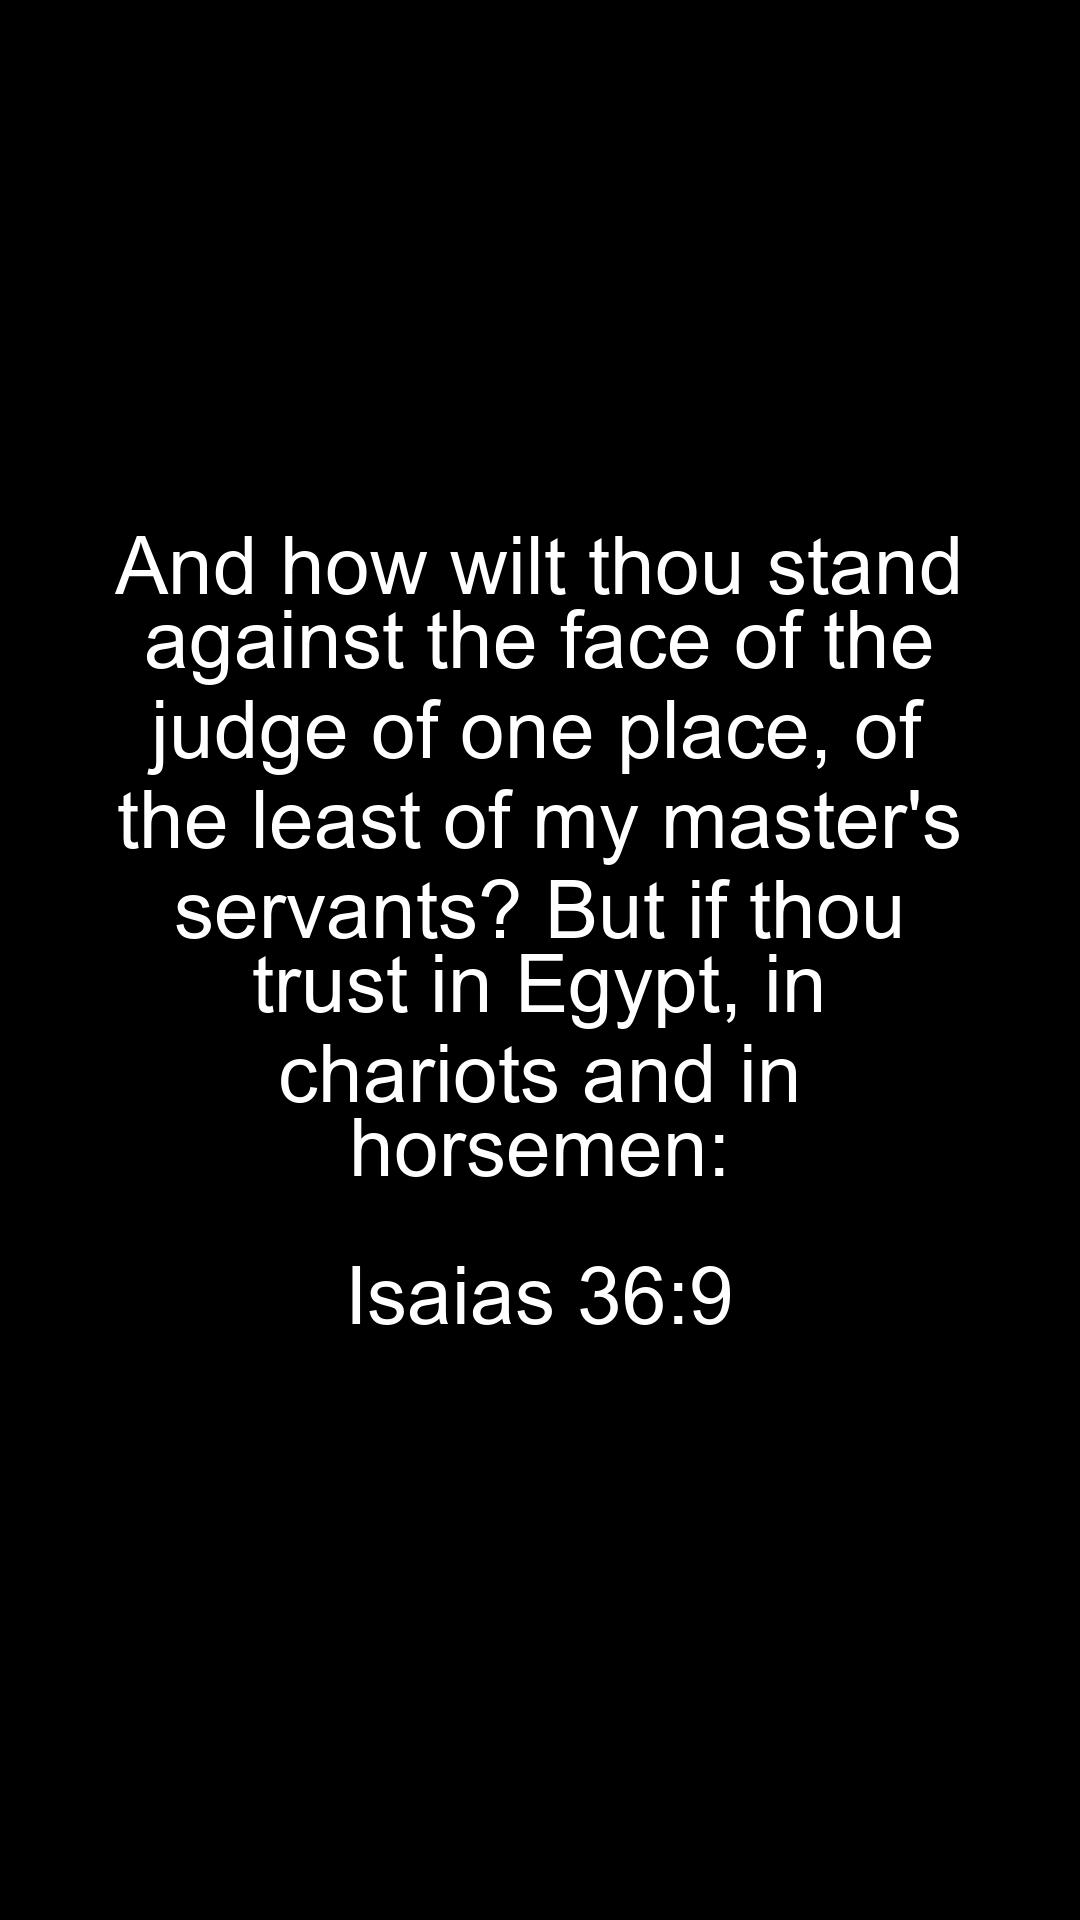 And how wilt thou stand
against the face of the
judge of one place, of
the least of my master's
servants? But if thou
trust in Egypt, in
chariots and in
horsemen:
Isaias 36:9